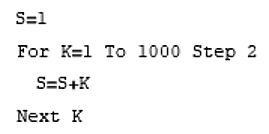 S=1
For K=1 To 1000 Step 2
S=S+K
Next K